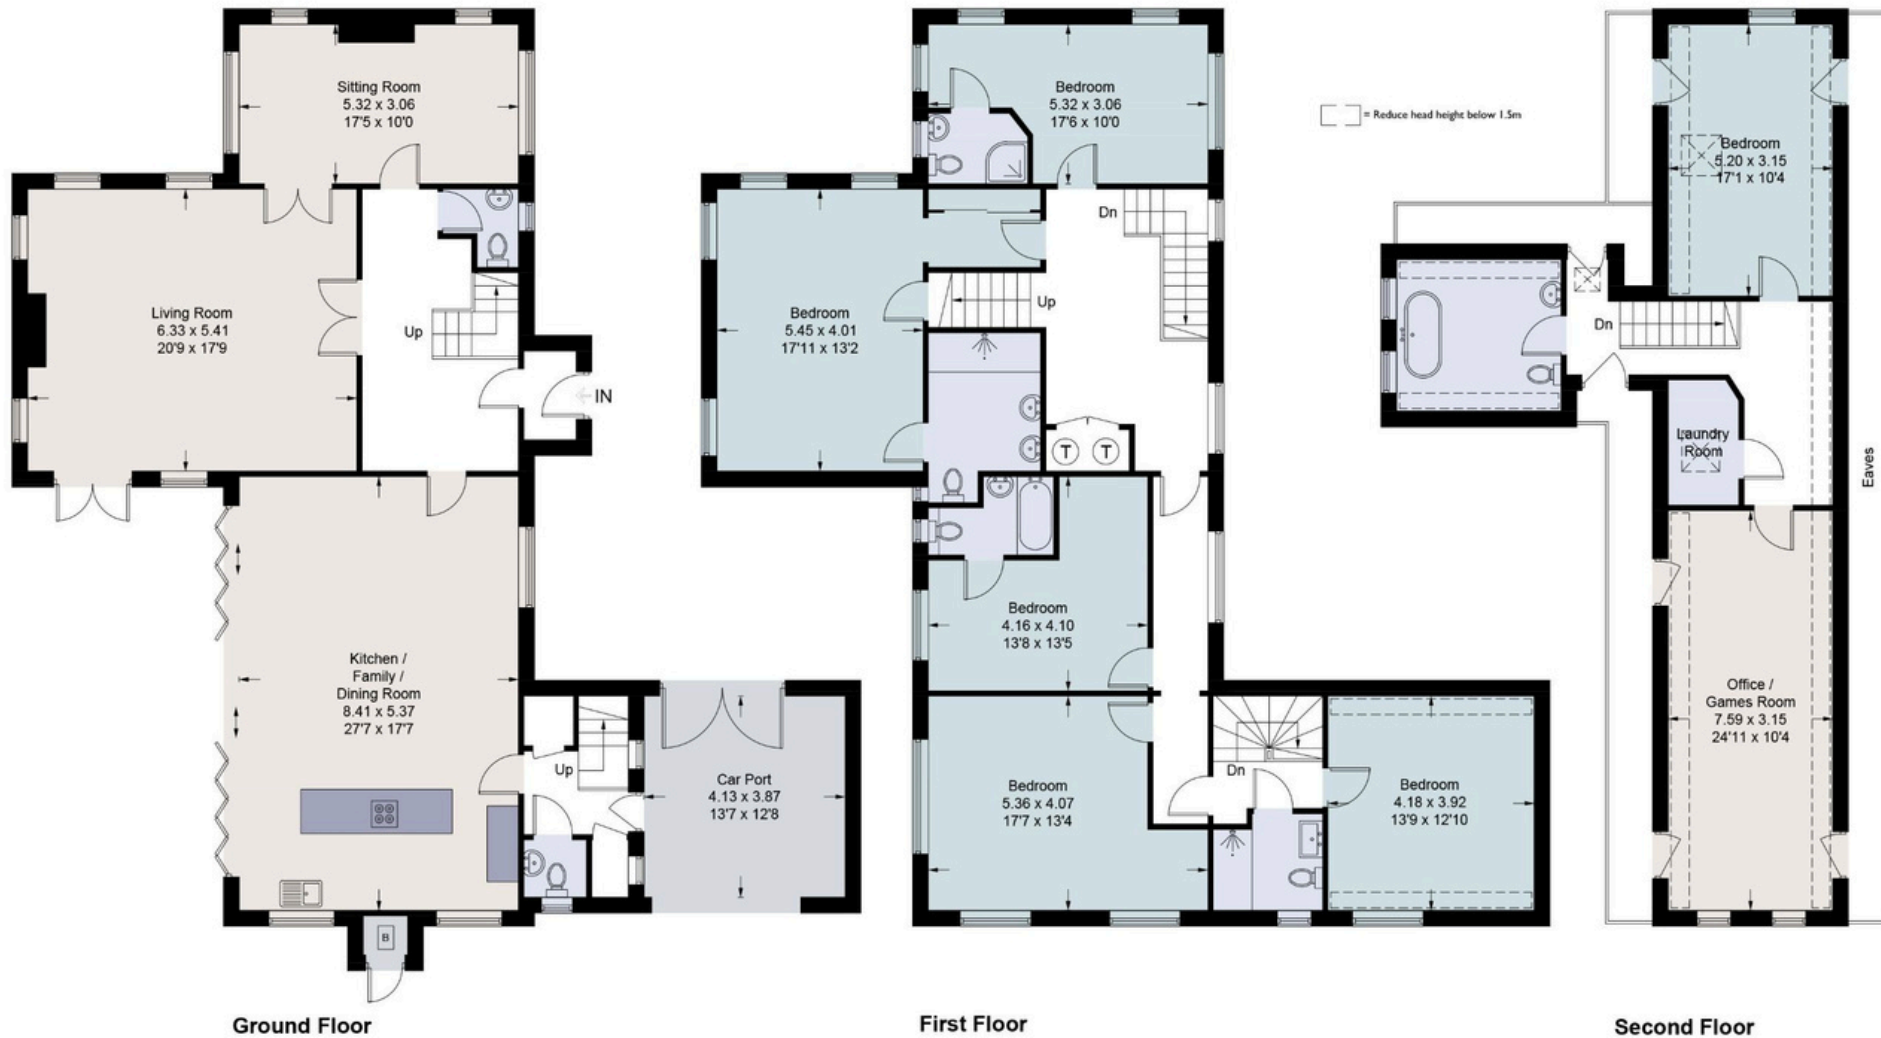 Sitting Room
5.32 x 3.06
17'5 x 10'0
Living Room
6.33 x 5.41
20'9 x 17'9
Up
IN
Kitchen /
Family /
Dining Room
8.41 x 5.37
27'7 x 17'7
Up
Car Port
4.13 x 3.87
13'7 x 12'8
B
Ground Floor
Bedroom
5.32 x 3.06
17'6 x 10'0
Dn
Up
Bedroom
5.45 x 4.01
17'11 x 13'2
T
T
Bedroom
4.16 x 4.10
13'8 x 13'5
Bedroom
5.36 x 4.07
17'7 x 13'4
Dn
Bedroom
4.18 x 3.92
13'9 x 12'10
First Floor
= Reduce head height below 1.5m
Bedroom
5.20 x 3.15
17'1 x 10'4
Dn
Laundry
Room
Eaves
Office /
Games Room
7.59 x 3.15
24'11 x 10'4
Second Floor